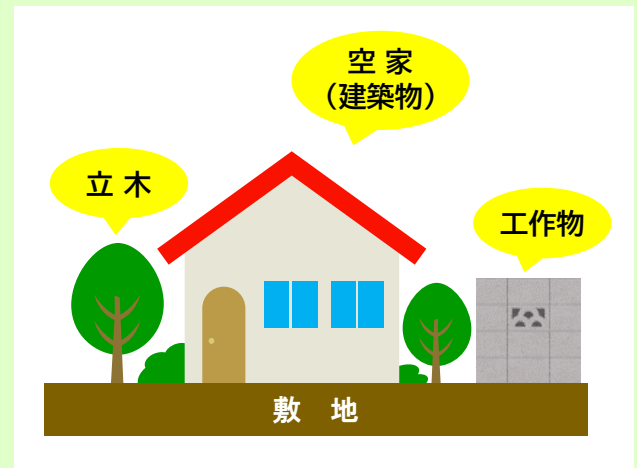 空 家
（建築物）
立 木
工作物
敷　地